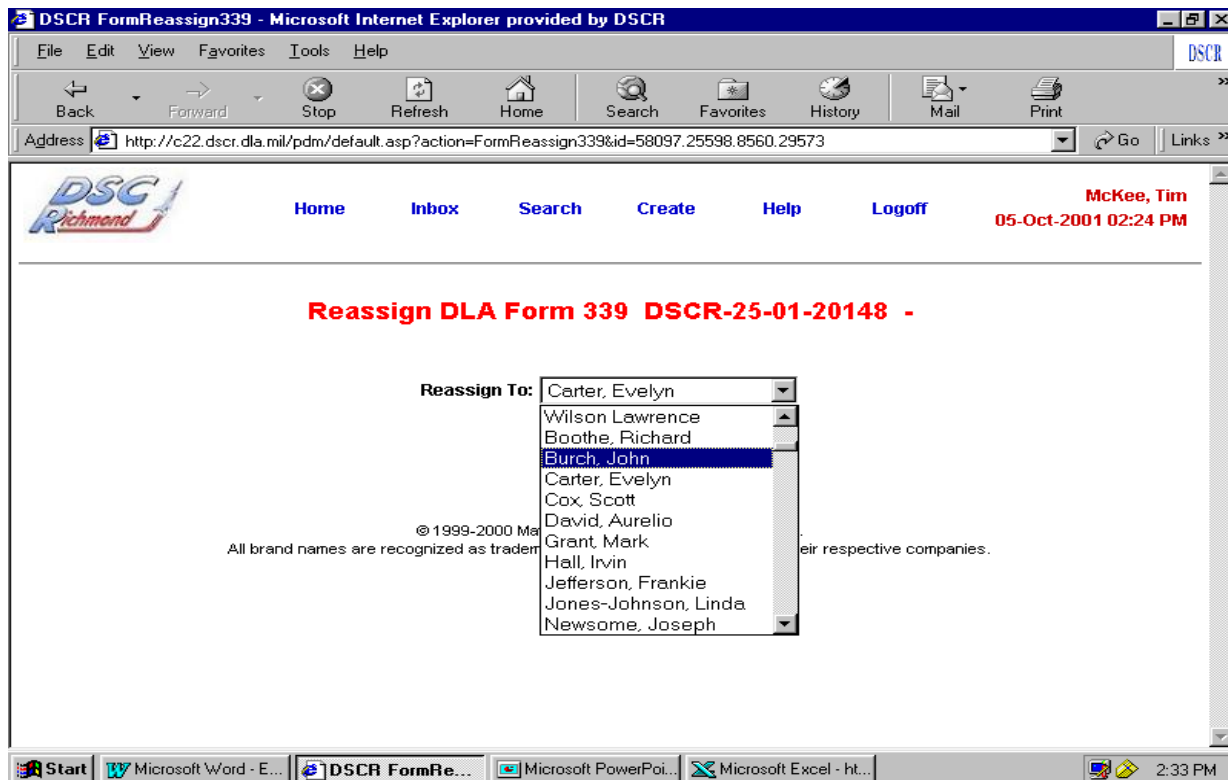 DSCR FormReassign339 - Microsoft Internet Explorer provided by DSCR
File Edit View Favorites Tools Help
DSCR
Back Forward Stop Refresh Home Search Favorites History Mail Print
Address http://c22.dscr.dla.mil/pdm/default.asp?action=FormReassign339&id=58097.25598.8560.29573 Go Links
DSC Richmond
Home Inbox Search Create Help Logoff
McKee, Tim
05-Oct-2001 02:24 PM
Reassign DLA Form 339 DSCR-25-01-20148 -
Reassign To: Carter, Evelyn
Wilson Lawrence
Boothe, Richard
Burch, John
Carter, Evelyn
Cox, Scott
David, Aurelio
Grant, Mark
Hall, Irvin
Jefferson, Frankie
Jones-Johnson, Linda
Newsome, Joseph
© 1999-2000 Ma
All brand names are recognized as tradem eir respective companies.
Start Microsoft Word - E... DSCR FormRe... Microsoft PowerPoi... Microsoft Excel - ht... 2:33 PM